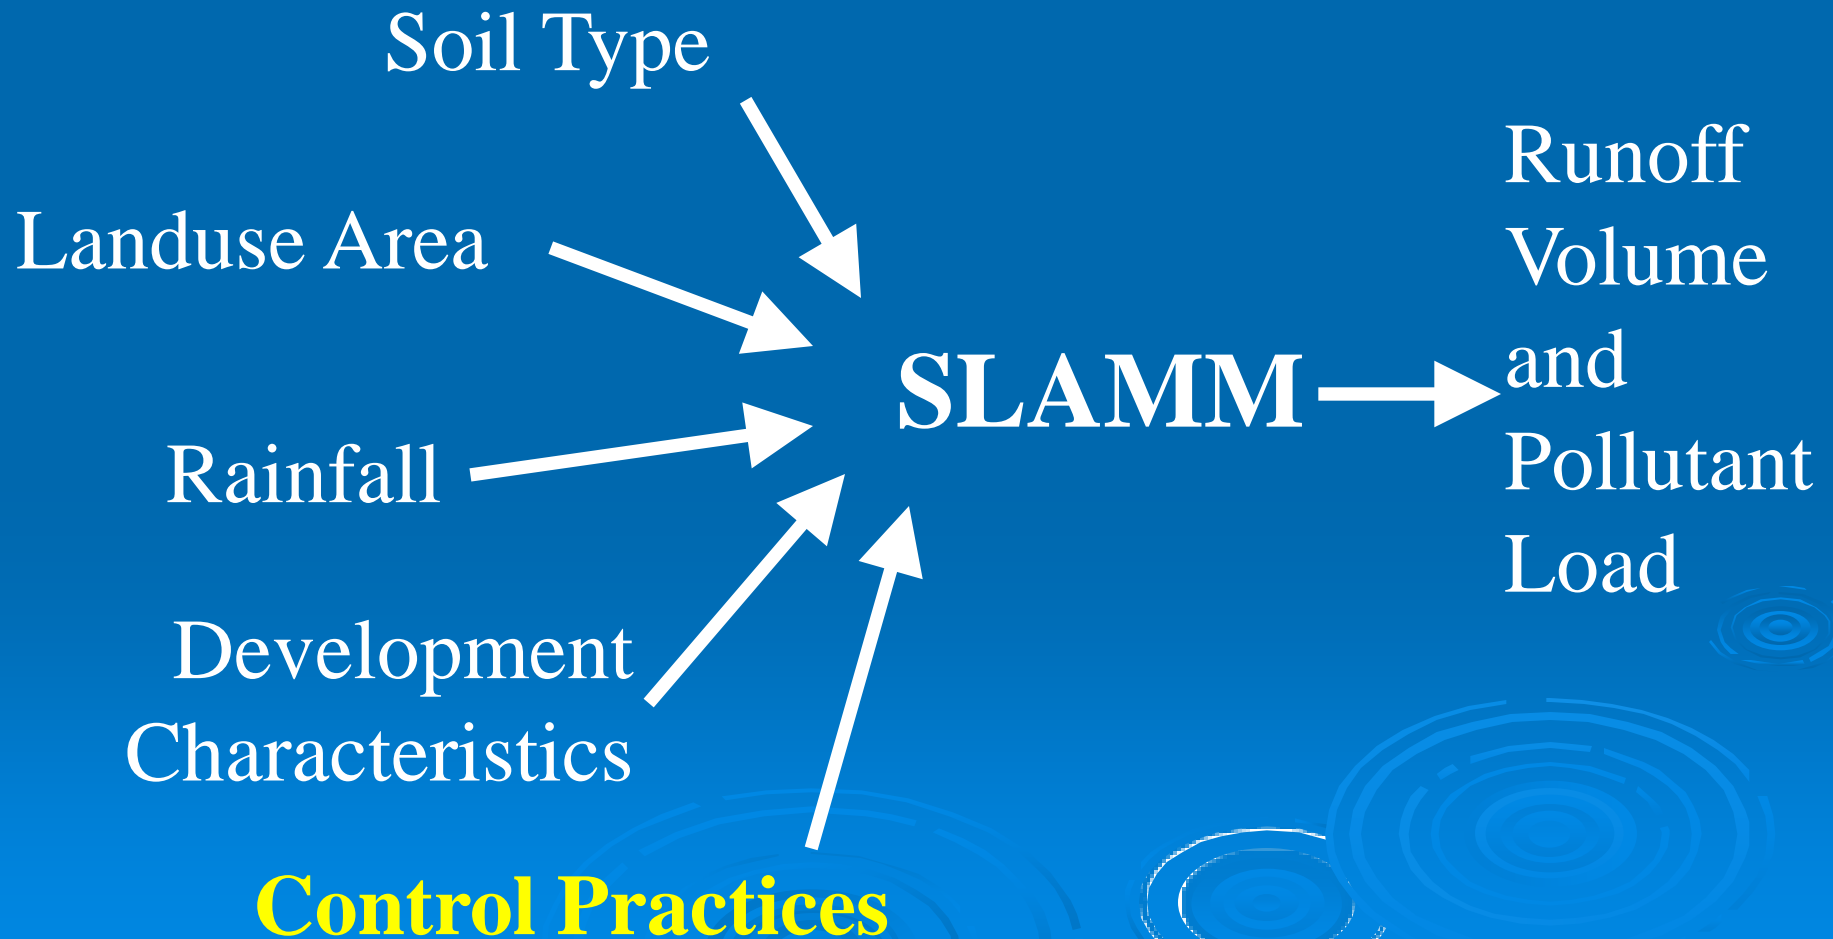 Soil Type
Landuse Area
Rainfall
Development
Characteristics
Control Practices
SLAMM
Runoff
Volume
and
Pollutant
Load